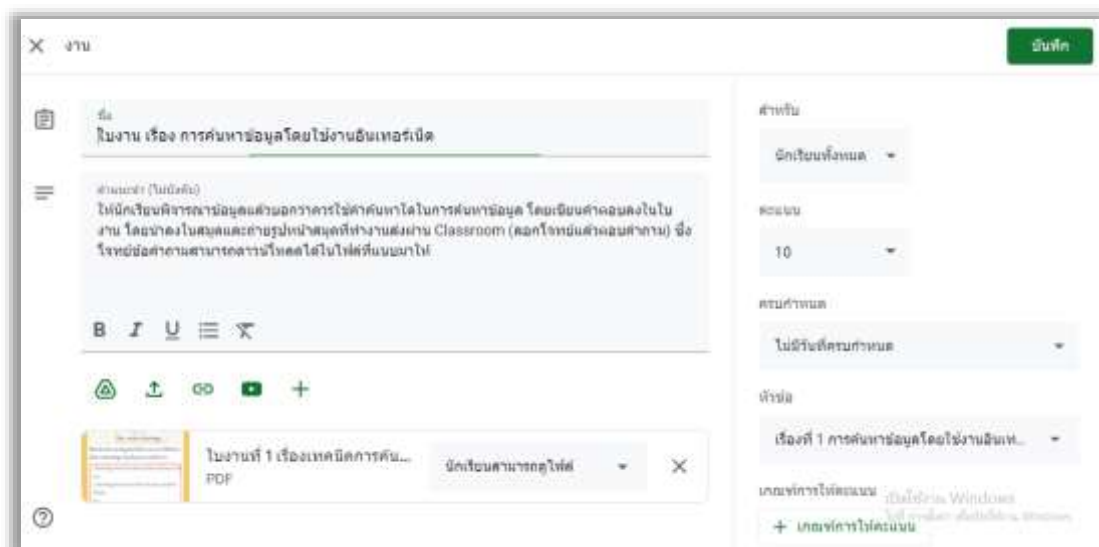 งาน
บันทึก
ชื่อ
ใบงาน เรื่อง การค้นหาข้อมูลโดยใช้งานอินเทอร์เน็ต
คำแนะนำ (ไม่บังคับ)
ให้นักเรียนพิจารณาข้อมูลแล้วบอกว่าควรใช้คำค้นหาใดในการค้นหาข้อมูล โดยเขียนคำตอบลงในใบ
งาน โดยนำลงในสมุดและถ่ายรูปหน้าสมุดที่ทำงานส่งผ่าน Classroom (ลอกโจทย์แล้วตอบคำถาม) ซึ่ง
โจทย์ข้อคำถามสามารถดาวน์โหลดได้ในไฟล์ที่แนบมาให้
B I U
ใบงานที่ 1 เรื่องเทคนิคการค้น...
PDF
นักเรียนสามารถดูไฟล์
สำหรับ
นักเรียนทั้งหมด
คะแนน
10
ครบกำหนด
ไม่มีวันที่ครบกำหนด
หัวข้อ
เรื่องที่ 1 การค้นหาข้อมูลโดยใช้งานอินเท...
เกณฑ์การให้คะแนน
เปิดใช้งาน Windows
+ เกณฑ์การให้คะแนน